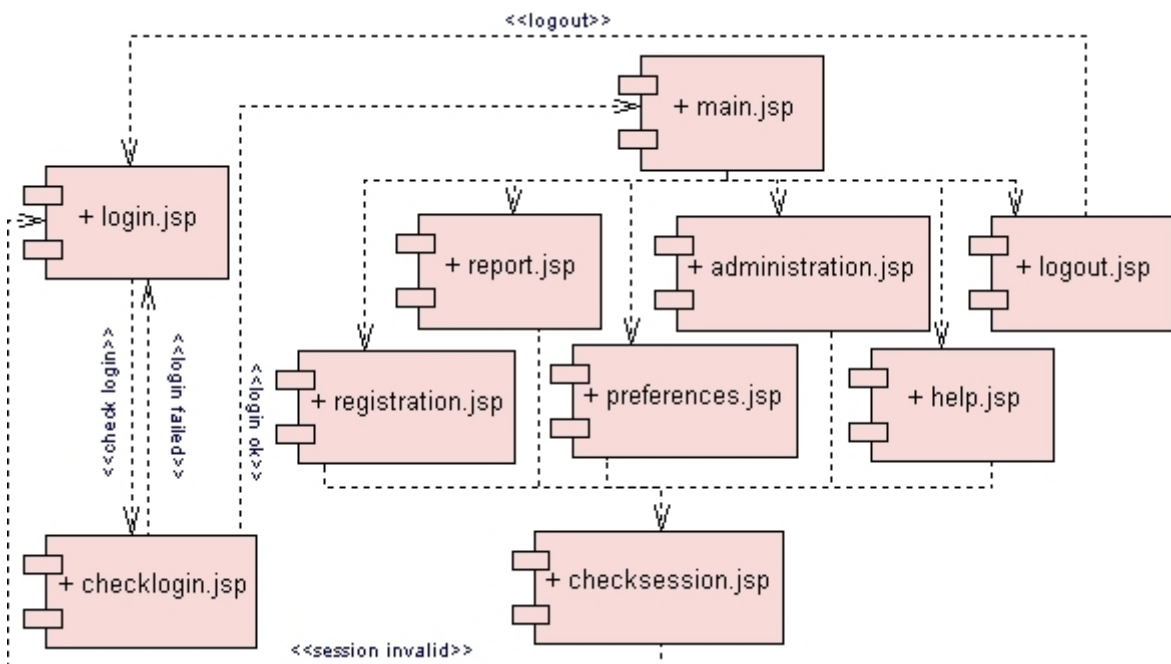 <<logout>>
+ main.jsp
+ login.jsp
+ report.jsp
+ administration.jsp
+ logout.jsp
<<check login>>
<<login failed>>
<<login ok>>
+ registration.jsp
+ preferences.jsp
+ help.jsp
+ checklogin.jsp
+ checksession.jsp
<<session invalid>>